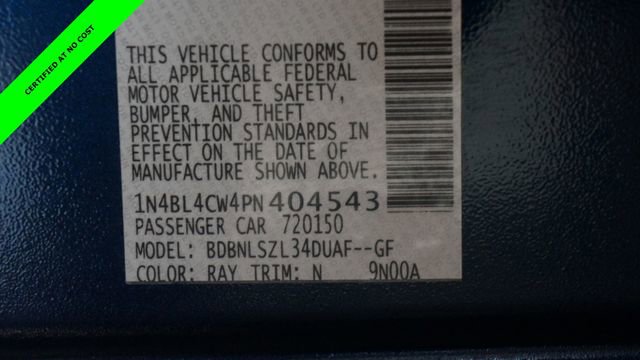 CERTIFIED AT NO COST
THIS VEHICLE CONFORMS TO
ALL APPLICABLE FEDERAL
MOTOR VEHICLE SAFETY,
BUMPER, AND THEFT
PREVENTION STANDARDS IN
EFFECT ON THE DATE OF
MANUFACTURE SHOWN ABOVE.
1N4BL4CW4PN404543
PASSENGER CAR 720150
MODEL: BDBNLSZL34DUAF--GF
COLOR: RAY TRIM: N 9N00A